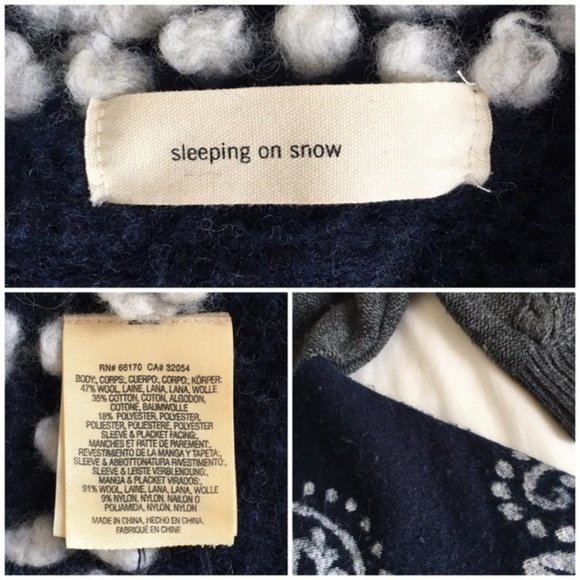 sleeping on snow
RN# 66170 CA# 32054
BODY:, CORPS:, CUERPO:, CORPO:, KÖRPER:
47% WOOL, LAINE, LANA, LANA, WOLLE
35% COTTON, COTON, ALGODON,
COTONE, BAUMWOLLE
18% POLYESTER, POLYESTER,
POLIESTER, POLIESTERE, POLYESTER
SLEEVE & PLACKET FACING:,
MANCHES ET PATTE DE PAREMENT:,
REVESTIMIENTO DE LA MANGA Y TAPETA:,
SLEEVE & ABBOTTONATURA RIVESTIMENTO:,
SLEEVE & LEISTE VERBLENDUNG:,
MANGA & PLACKET VIRADOS:,
91% WOOL, LAINE, LANA, LANA, WOLLE
9% NYLON, NYLON, NAILON O
POLIAMIDA, NYLON, NYLON
MADE IN CHINA, HECHO EN CHINA,
FABRIQUÉ EN CHINE